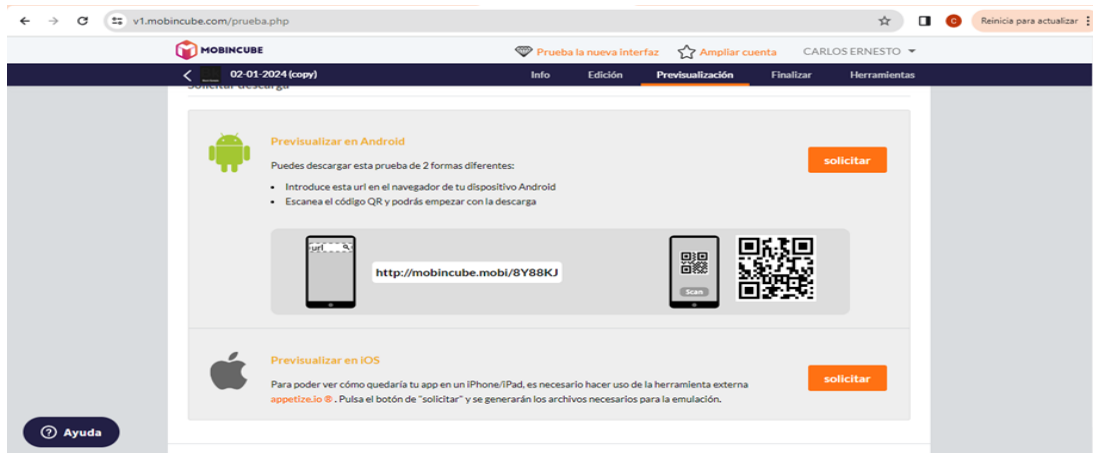 v1.mobincube.com/prueba.php
C
Reinicia para actualizar
MOBINCUBE
Prueba la nueva interfaz
Ampliar cuenta
CARLOS ERNESTO
02-01-2024 (copy)
Info
Edición
Previsualización
Finalizar
Herramientas
Solicitar descarga
Previsualizar en Android
Puedes descargar esta prueba de 2 formas diferentes:
solicitar
• Introduce esta url en el navegador de tu dispositivo Android
• Escanea el código QR y podrás empezar con la descarga
url
http://mobincube.mobi/8Y88KJ
Scan
Previsualizar en iOS
Para poder ver cómo quedaría tu app en un iPhone/iPad, es necesario hacer uso de la herramienta externa
appetize.io ®. Pulsa el botón de "solicitar" y se generarán los archivos necesarios para la emulación.
solicitar
Ayuda